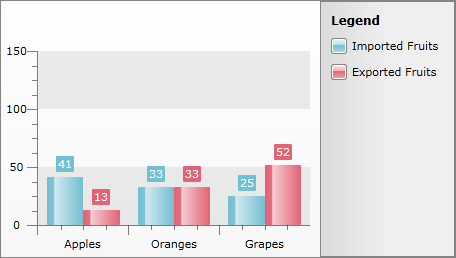 Legend
Imported Fruits
Exported Fruits
150
100
50
0
41
13
33
33
25
52
Apples
Oranges
Grapes